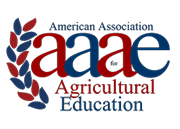 American Association
aaae
for
Agricultural
Education